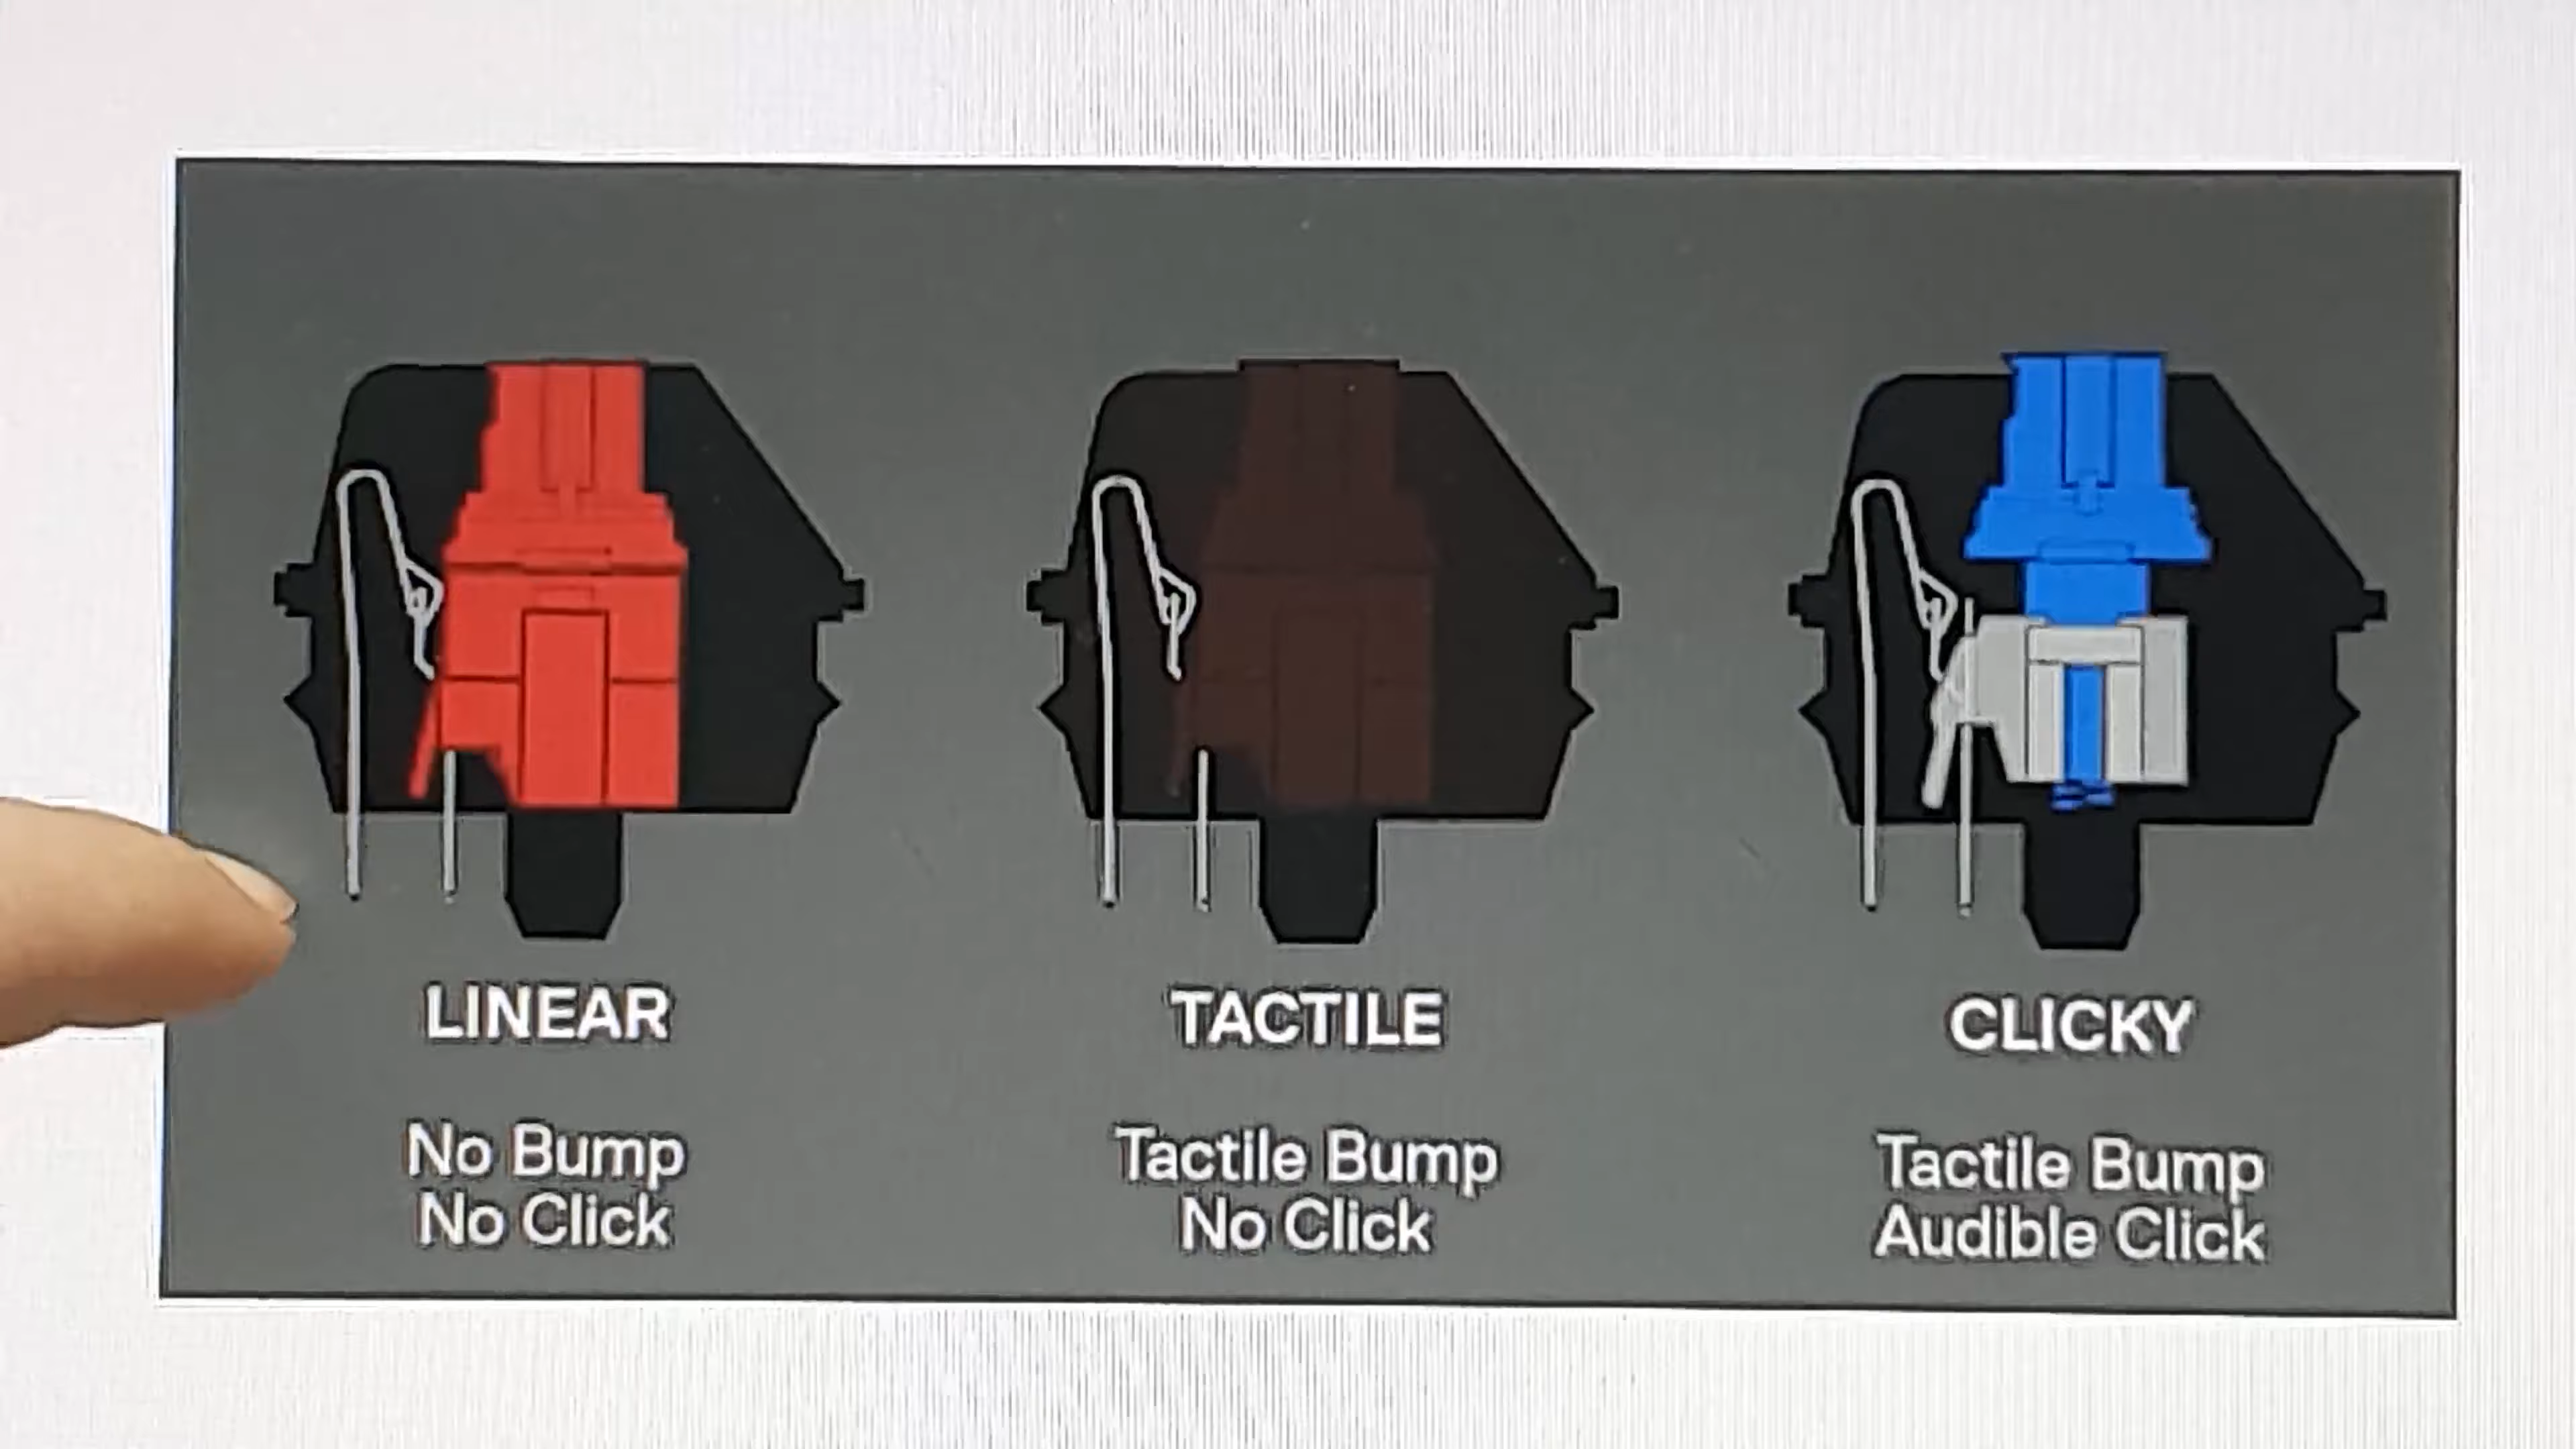 LINEAR
No Bump
No Click
TACTILE
Tactile Bump
No Click
CLICKY
Tactile Bump
Audible Click